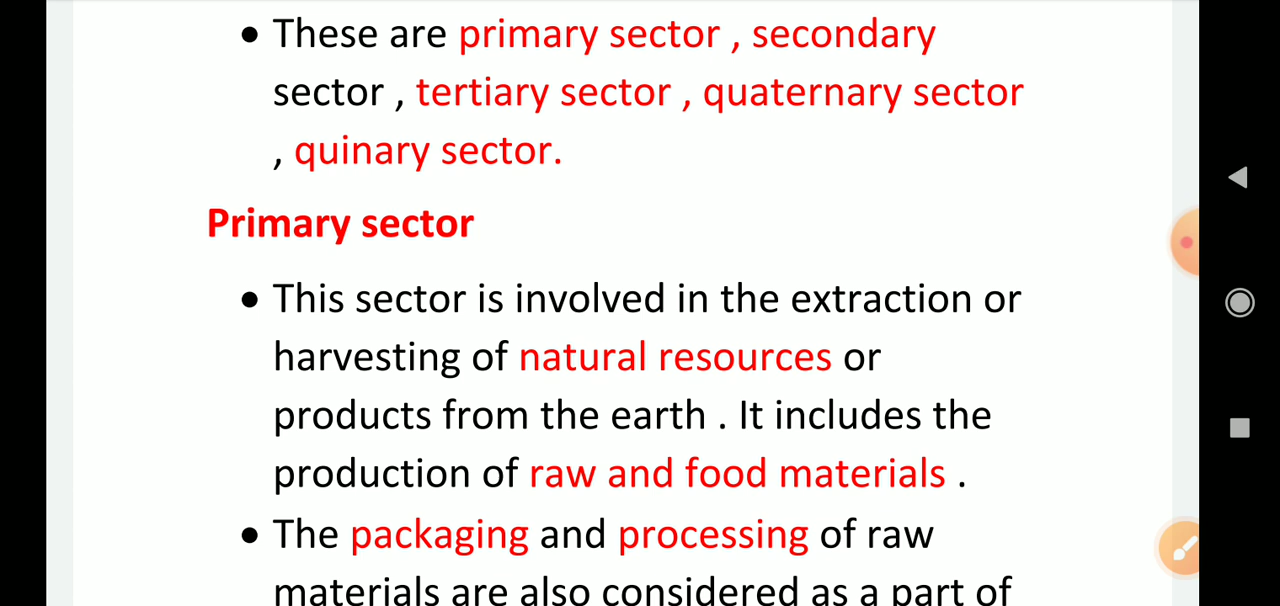 • These are primary sector , secondary
sector , tertiary sector , quaternary sector
, quinary sector.
Primary sector
• This sector is involved in the extraction or
harvesting of natural resources or
products from the earth . It includes the
production of raw and food materials .
• The packaging and processing of raw
materials are also considered as a part of